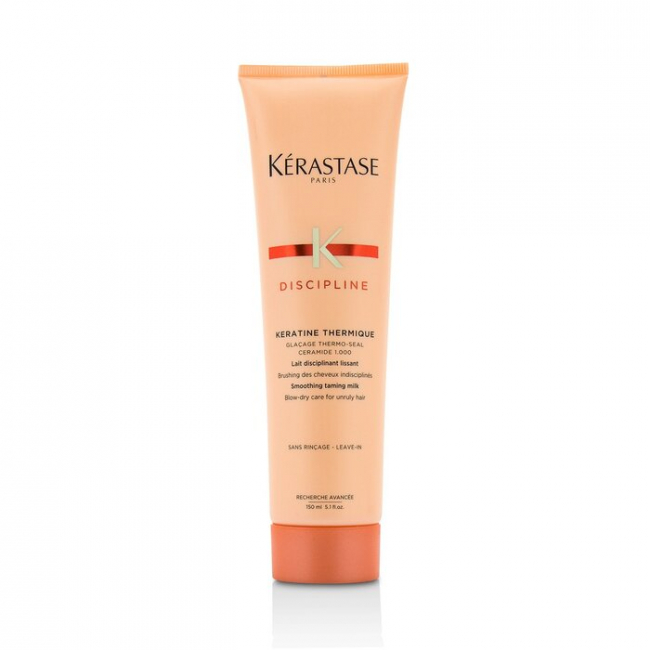 KÉRASTASE
PARIS
K
DISCIPLINE
KERATINE THERMIQUE
GLAÇAGE THERMO-SEAL
CERAMIDE 1.000
Lait disciplinant lissant
Brushing des cheveux indisciplinés
Smoothing taming milk
Blow-dry care for unruly hair
SANS RINÇAGE - LEAVE-IN
RECHERCHE AVANCÉE
150 ml 5.1 fl.oz.